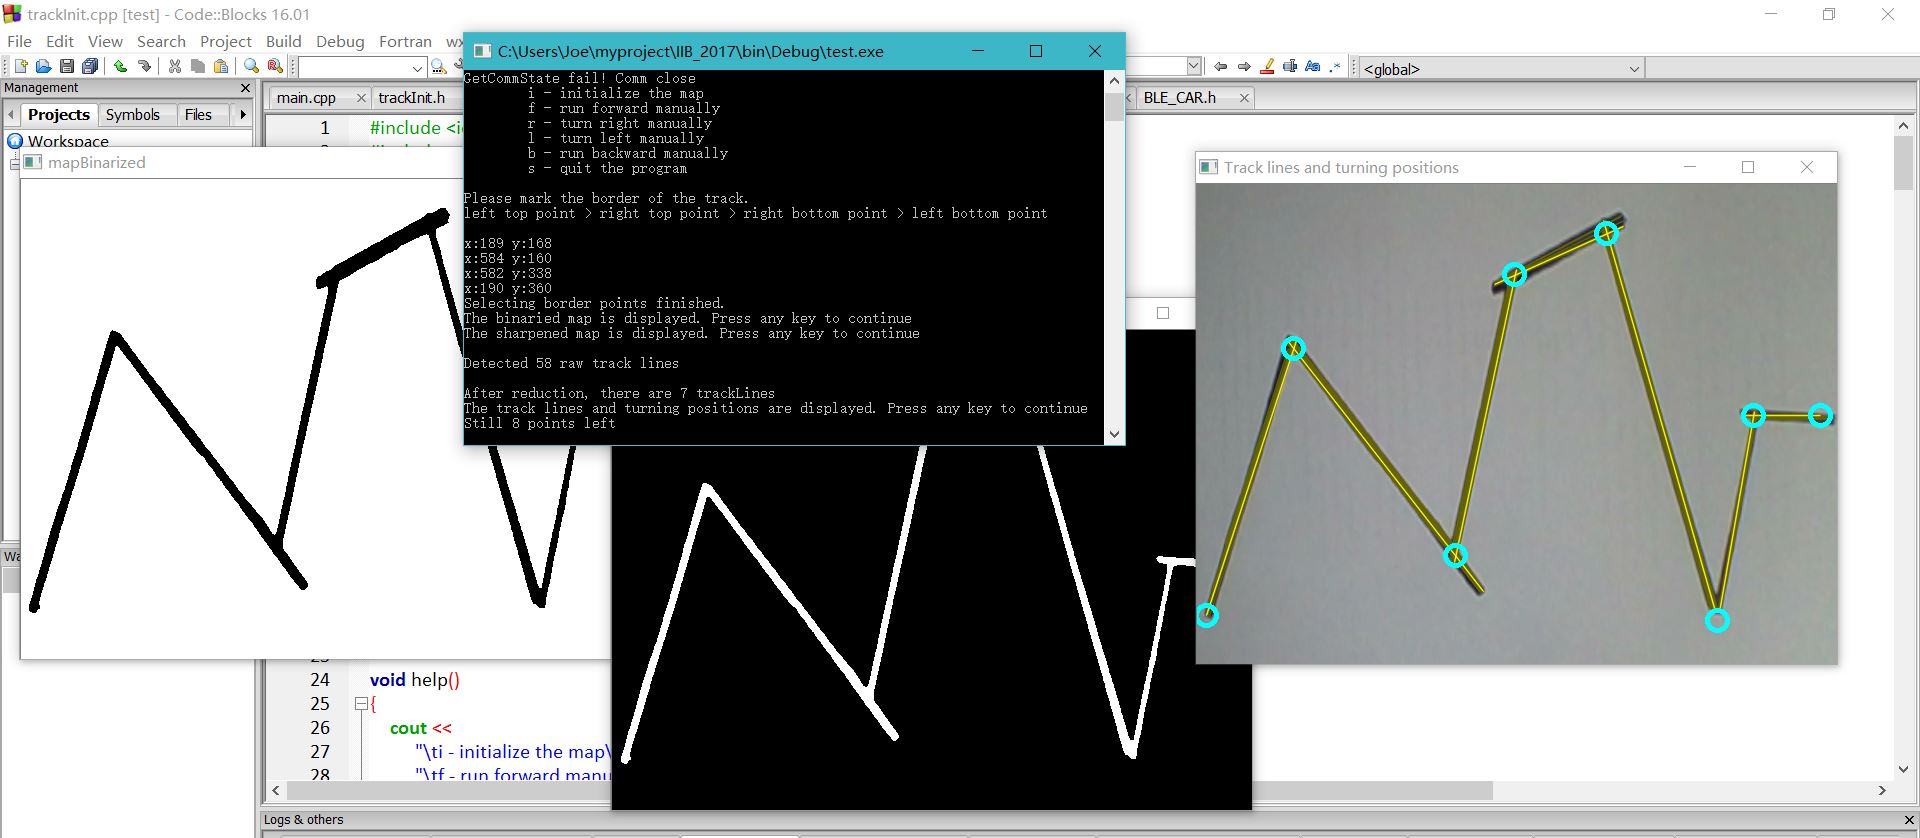 trackInit.cpp [test] - Code::Blocks 16.01
File Edit View Search Project Build Debug Fortran
<global>
Management
Projects Symbols Files
Workspace
main.cpp trackInit.h BLE_CAR.h
mapBinarized
C:\Users\Joe\myproject\IIB_2017\bin\Debug\test.exe
GetCommState fail! Comm close
i - initialize the map
f - run forward manually
r - turn right manually
l - turn left manually
b - run backward manually
s - quit the program
Please mark the border of the track.
left top point > right top point > right bottom point > left bottom point
x:189 y:168
x:584 y:160
x:582 y:338
x:190 y:360
Selecting border points finished.
The binaried map is displayed. Press any key to continue
The sharpened map is displayed. Press any key to continue
Detected 58 raw track lines
After reduction, there are 7 trackLines
The track lines and turning positions are displayed. Press any key to continue
Still 8 points left
Track lines and turning positions
1 #include
24 void help()
25 {
26 cout <<
27 "\ti - initialize the map\
28 "\tf - run forward
Logs & others